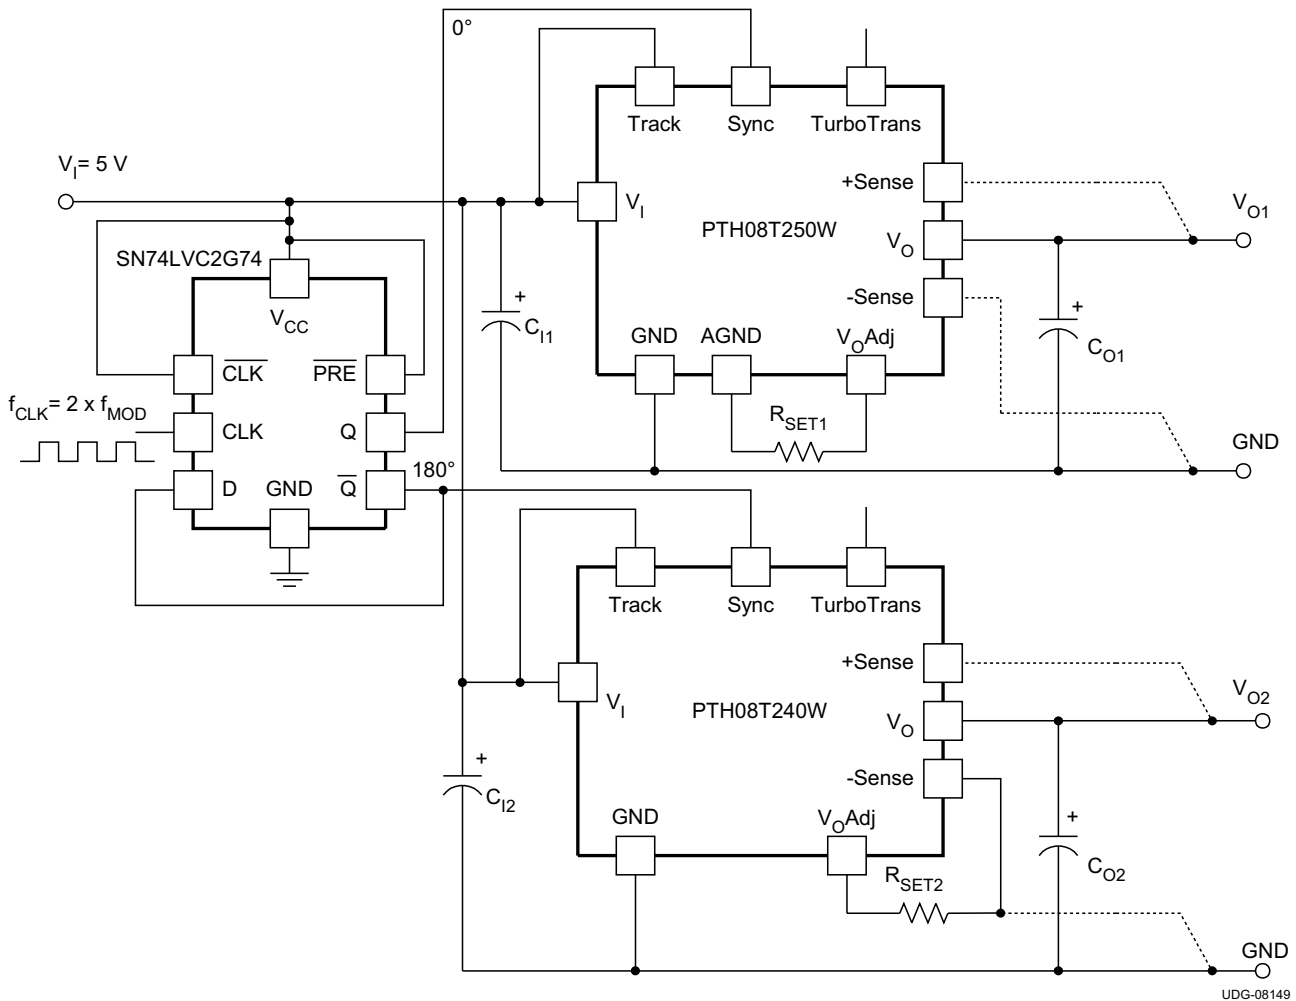 0°
Track
Sync
TurboTrans
V_I= 5 V
+Sense
V_O1
V_I
PTH08T250W
V_O
SN74LVC2G74
-Sense
V_CC
+
C_I1
GND
AGND
V_OAdj
+
C_O1
CLK
PRE
f_CLK= 2 x f_MOD
CLK
Q
R_SET1
GND
180°
D
GND
Q
Track
Sync
TurboTrans
+Sense
V_O2
V_I
PTH08T240W
V_O
-Sense
+
C_I2
GND
V_OAdj
+
C_O2
R_SET2
GND
UDG-08149